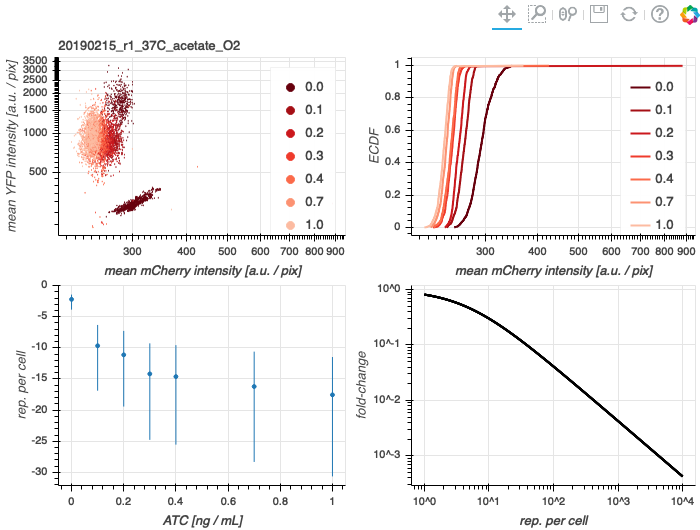 20190215_r1_37C_acetate_O2
mean YFP intensity [a.u. / pix]
3500
3000
2500
2000
1500
1000
500
0.0
0.1
0.2
0.3
0.4
0.7
1.0
300 400 500 600 700 800 900
mean mCherry intensity [a.u. / pix]
ECDF
1
0.8
0.6
0.4
0.2
0
0.0
0.1
0.2
0.3
0.4
0.7
1.0
300 400 500 600 700 800 900
mean mCherry intensity [a.u. / pix]
rep. per cell
0
-5
-10
-15
-20
-25
-30
0 0.2 0.4 0.6 0.8 1
ATC [ng / mL]
fold-change
10^0
10^-1
10^-2
10^-3
10^0 10^1 10^2 10^3 10^4
rep. per cell